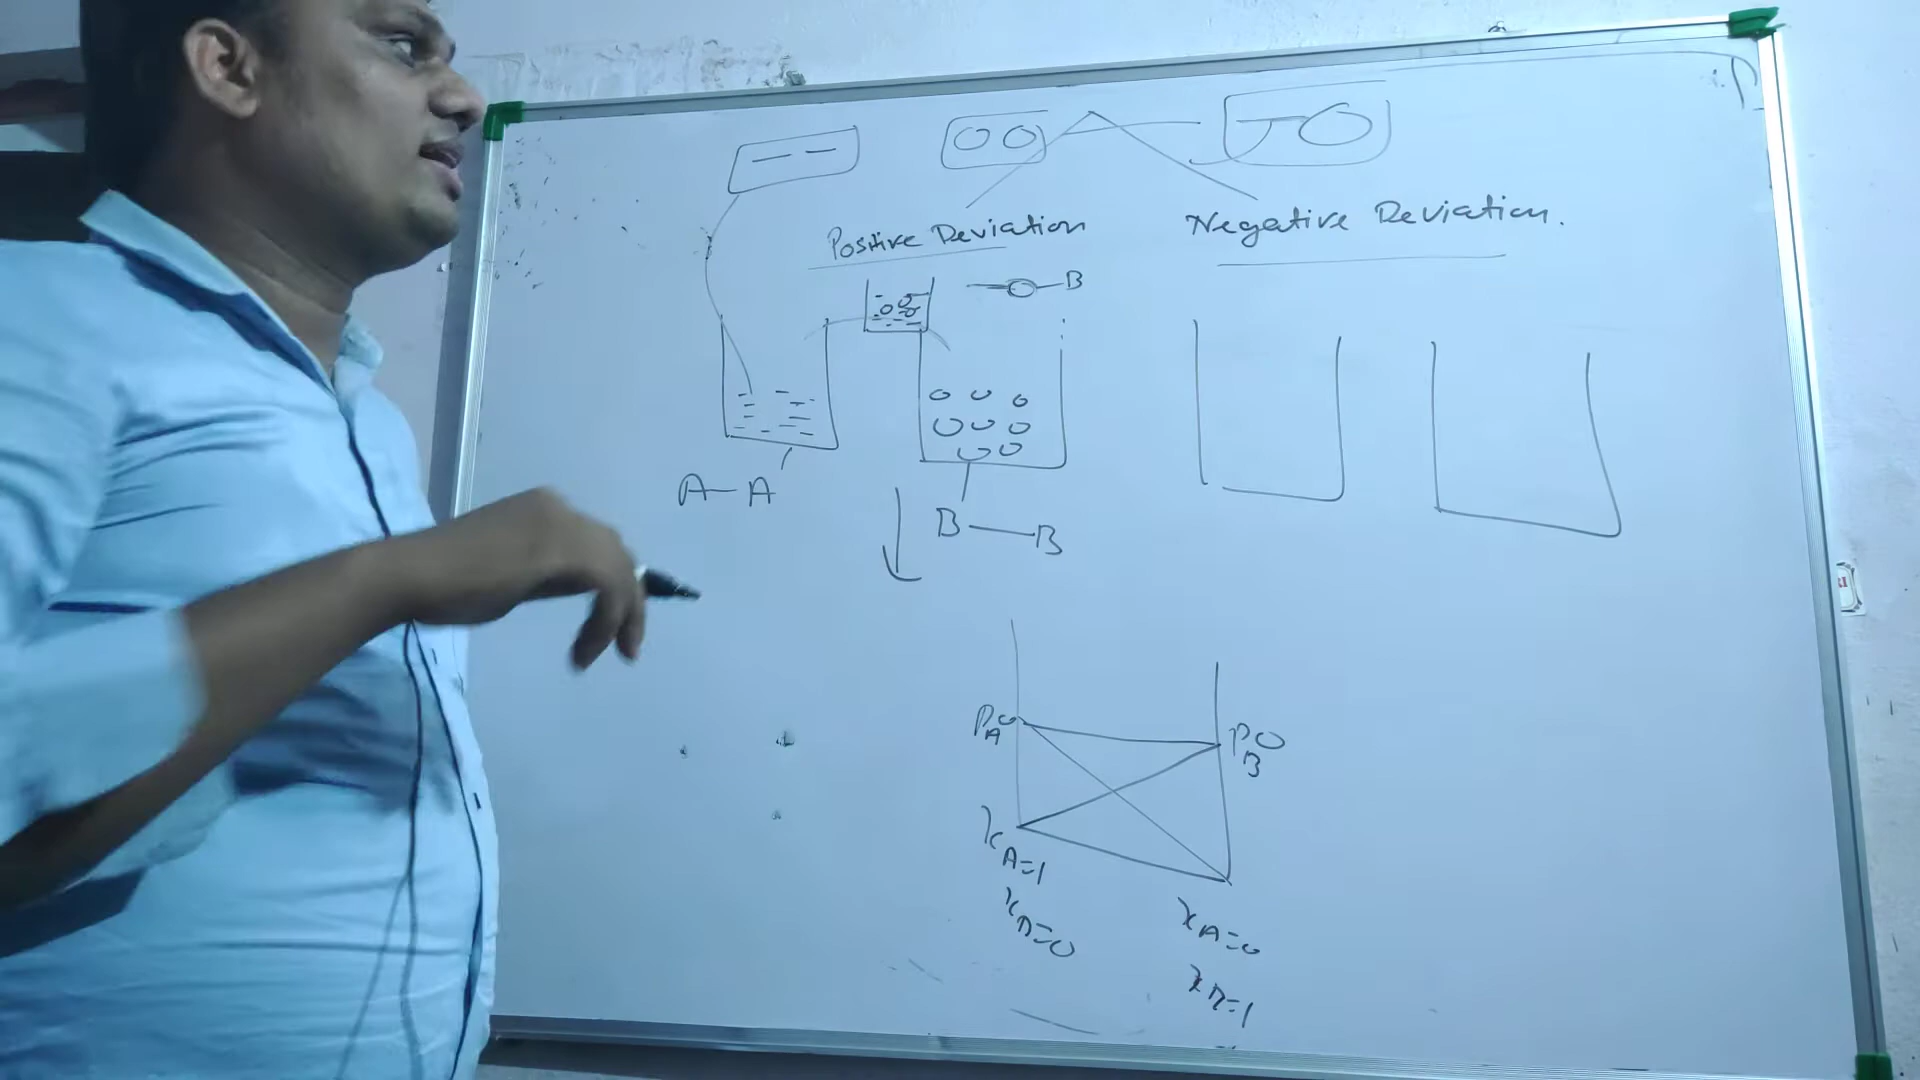 Positive Deviation
Negative Deviation.
B
A—A
B—B
P°A
P°B
xA=1
xB=0
xA=0
xB=1